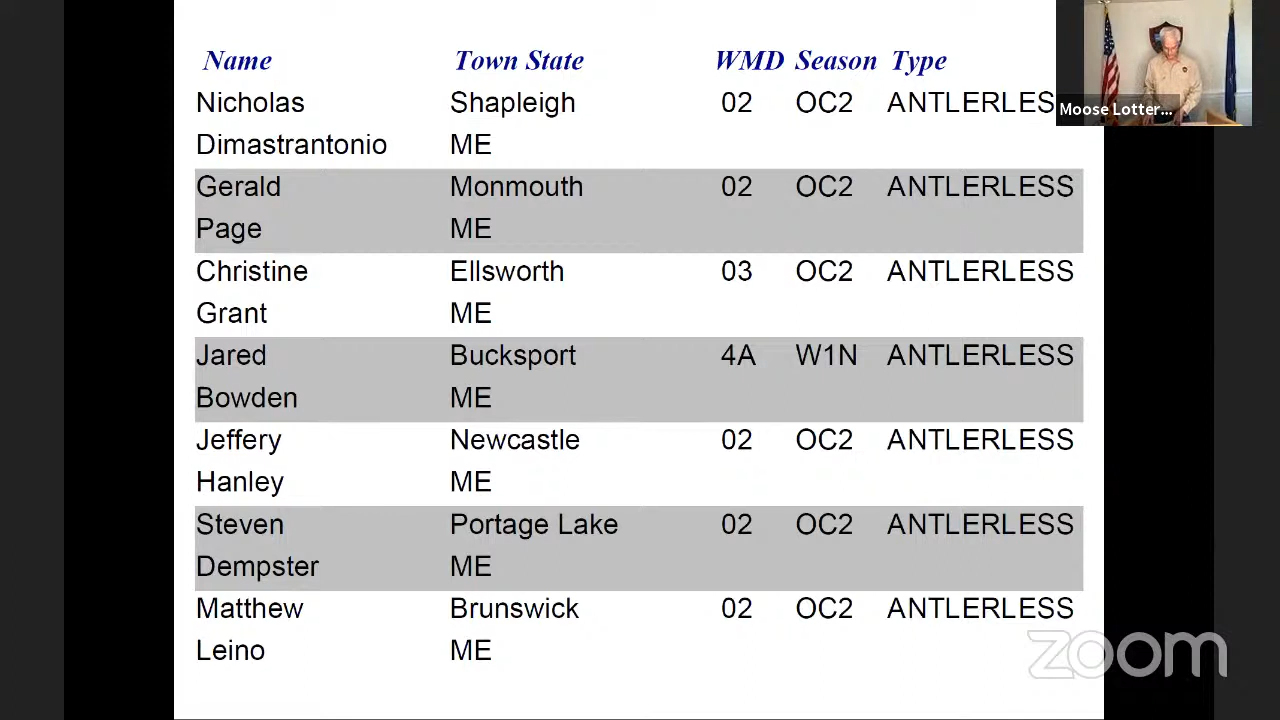 Name Town State WMD Season Type
Nicholas Shapleigh 02 OC2 ANTLERLES
Dimastrantonio ME
Gerald Monmouth 02 OC2 ANTLERLESS
Page ME
Christine Ellsworth 03 OC2 ANTLERLESS
Grant ME
Jared Bucksport 4A W1N ANTLERLESS
Bowden ME
Jeffery Newcastle 02 OC2 ANTLERLESS
Hanley ME
Steven Portage Lake 02 OC2 ANTLERLESS
Dempster ME
Matthew Brunswick 02 OC2 ANTLERLESS
Leino ME
Moose Lotter...
zoom